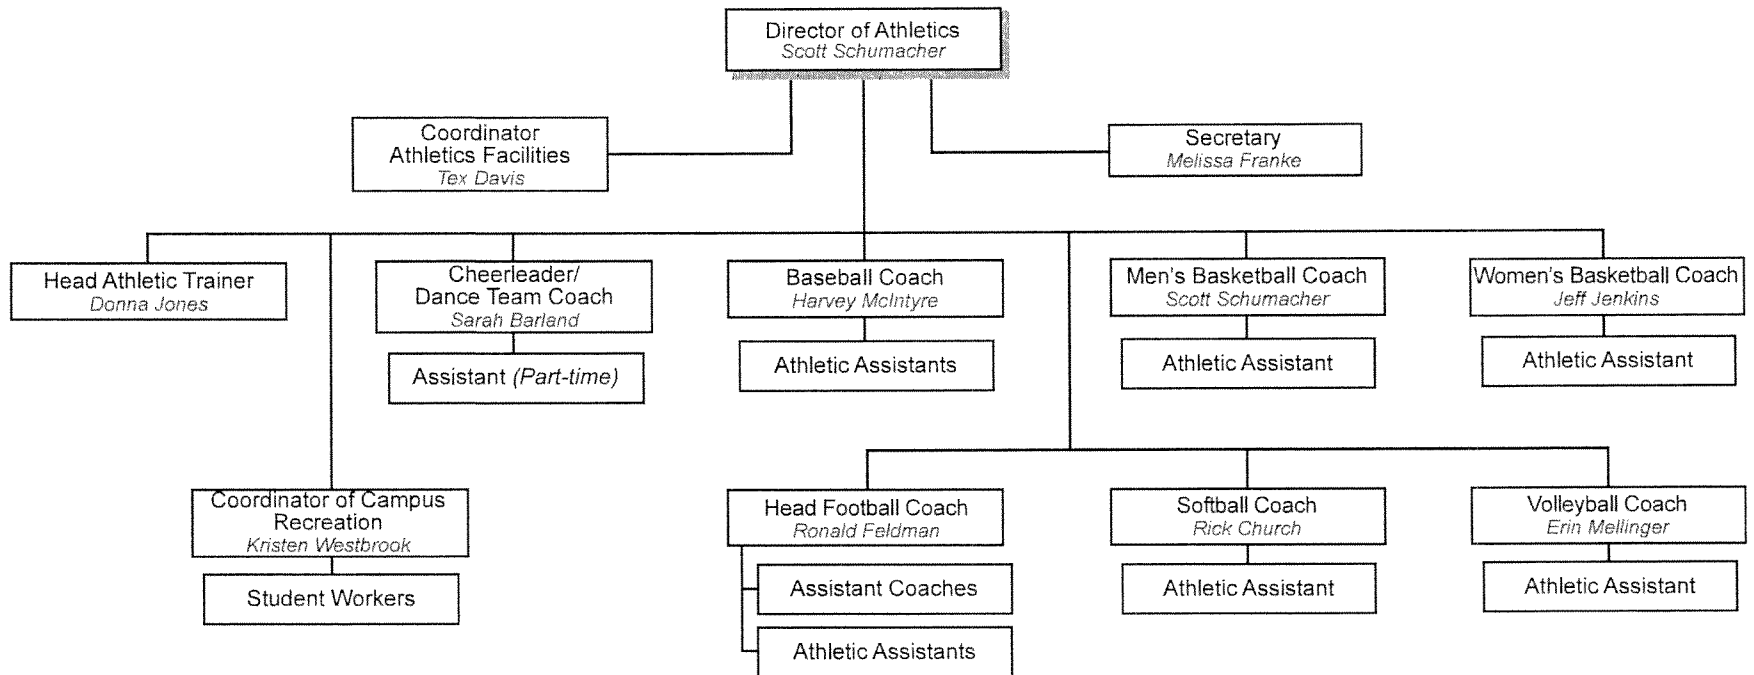 Director of Athletics
Scott Schumacher
Coordinator
Athletics Facilities
Tex Davis
Secretary
Melissa Franke
Head Athletic Trainer
Donna Jones
Cheerleader/
Dance Team Coach
Sarah Barland
Assistant (Part-time)
Baseball Coach
Harvey McIntyre
Athletic Assistants
Men's Basketball Coach
Scott Schumacher
Athletic Assistant
Women's Basketball Coach
Jeff Jenkins
Athletic Assistant
Coordinator of Campus
Recreation
Kristen Westbrook
Student Workers
Head Football Coach
Ronald Feldman
Assistant Coaches
Athletic Assistants
Softball Coach
Rick Church
Athletic Assistant
Volleyball Coach
Erin Mellinger
Athletic Assistant